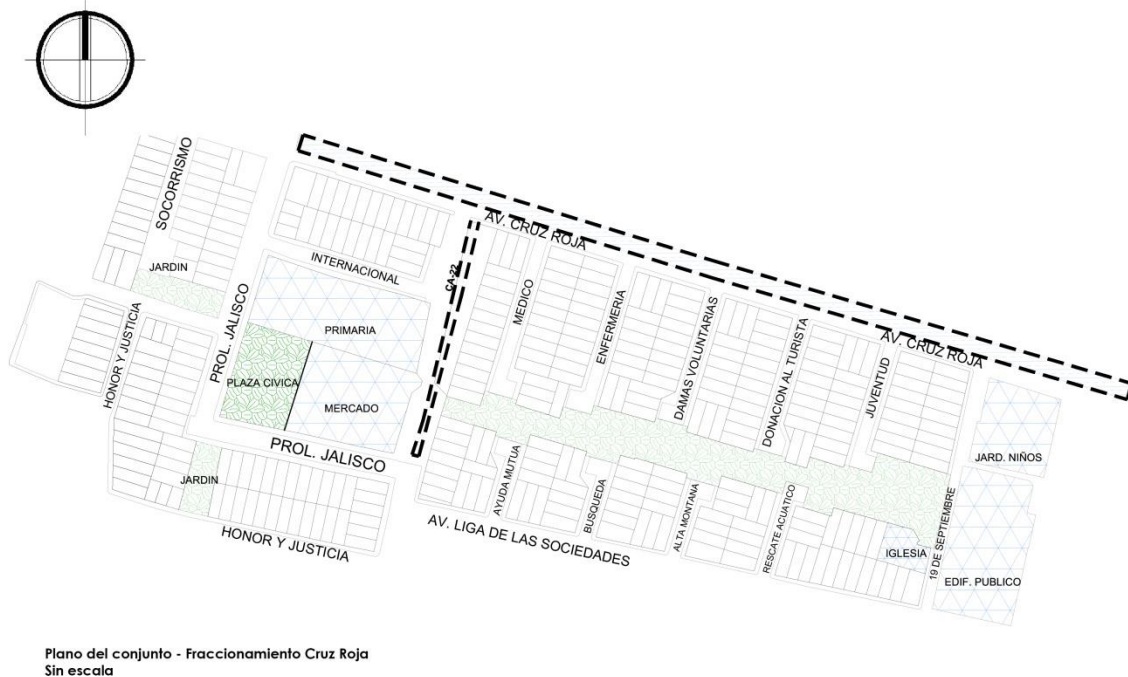 SOCORRISMO
AV. CRUZ ROJA
INTERNACIONAL
JARDIN
CA-22
MEDICO
ENFERMERIA
DAMAS VOLUNTARIAS
DONACION AL TURISTA
AV. CRUZ ROJA
JUVENTUD
HONOR Y JUSTICIA
PROL. JALISCO
PRIMARIA
PLAZA CIVICA
MERCADO
PROL. JALISCO
JARD. NIÑOS
JARDIN
AYUDA MUTUA
BUSQUEDA
ALTA MONTANA
RESCATE ACUATICO
19 DE SEPTIEMBRE
IGLESIA
EDIF. PUBLICO
HONOR Y JUSTICIA
AV. LIGA DE LAS SOCIEDADES
Plano del conjunto - Fraccionamiento Cruz Roja
Sin escala